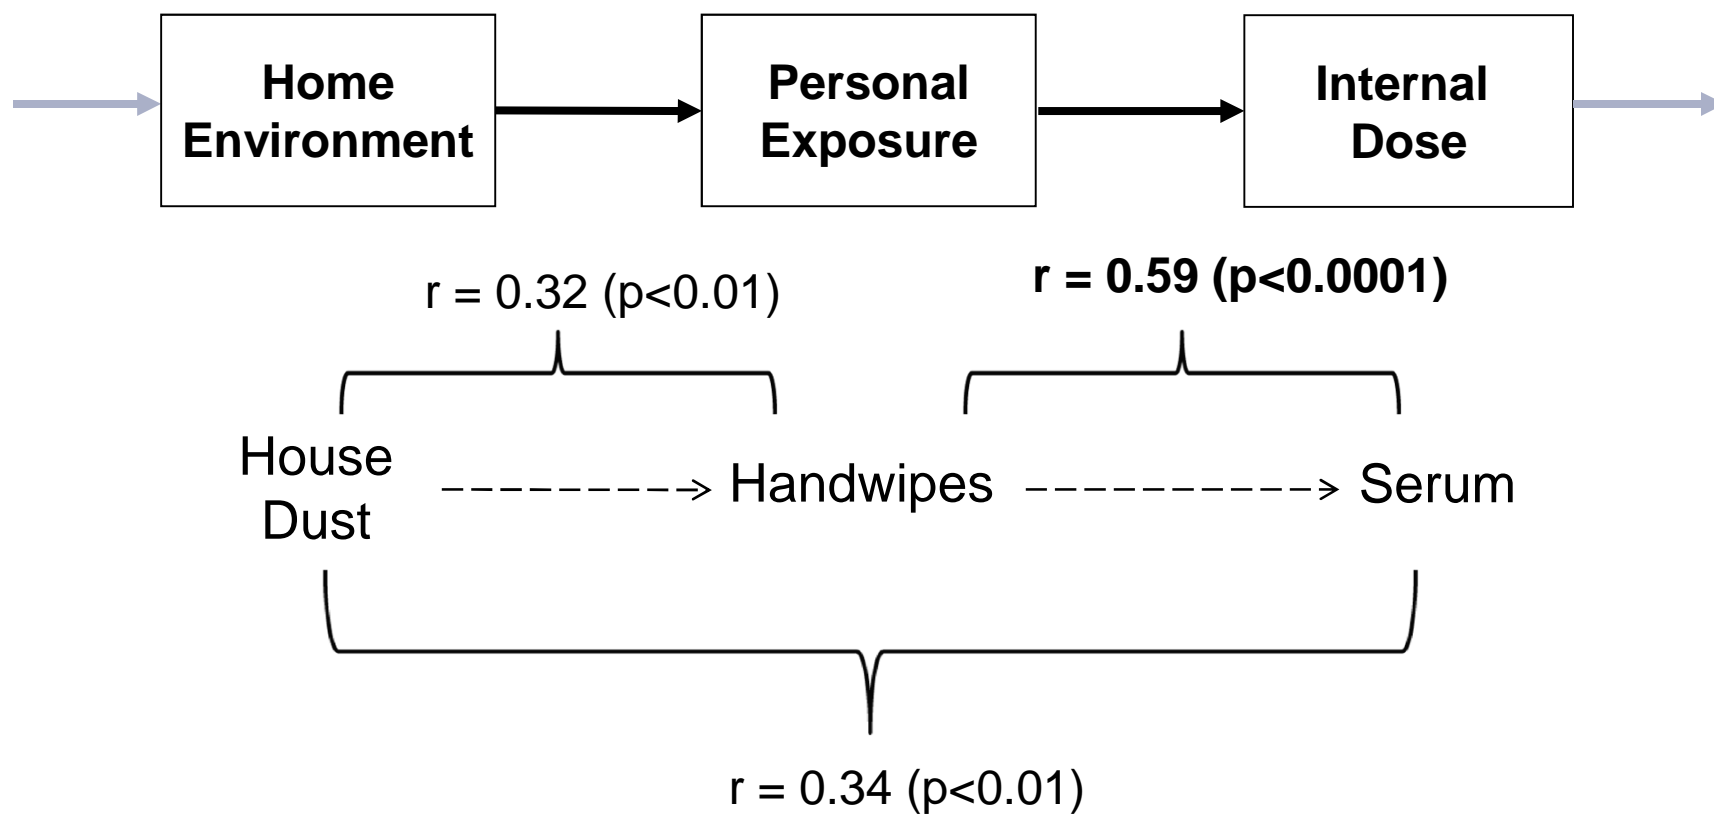 Home
Environment
Personal
Exposure
Internal
Dose
r = 0.32 (p<0.01)
r = 0.59 (p<0.0001)
House
Dust
Handwipes
Serum
r = 0.34 (p<0.01)